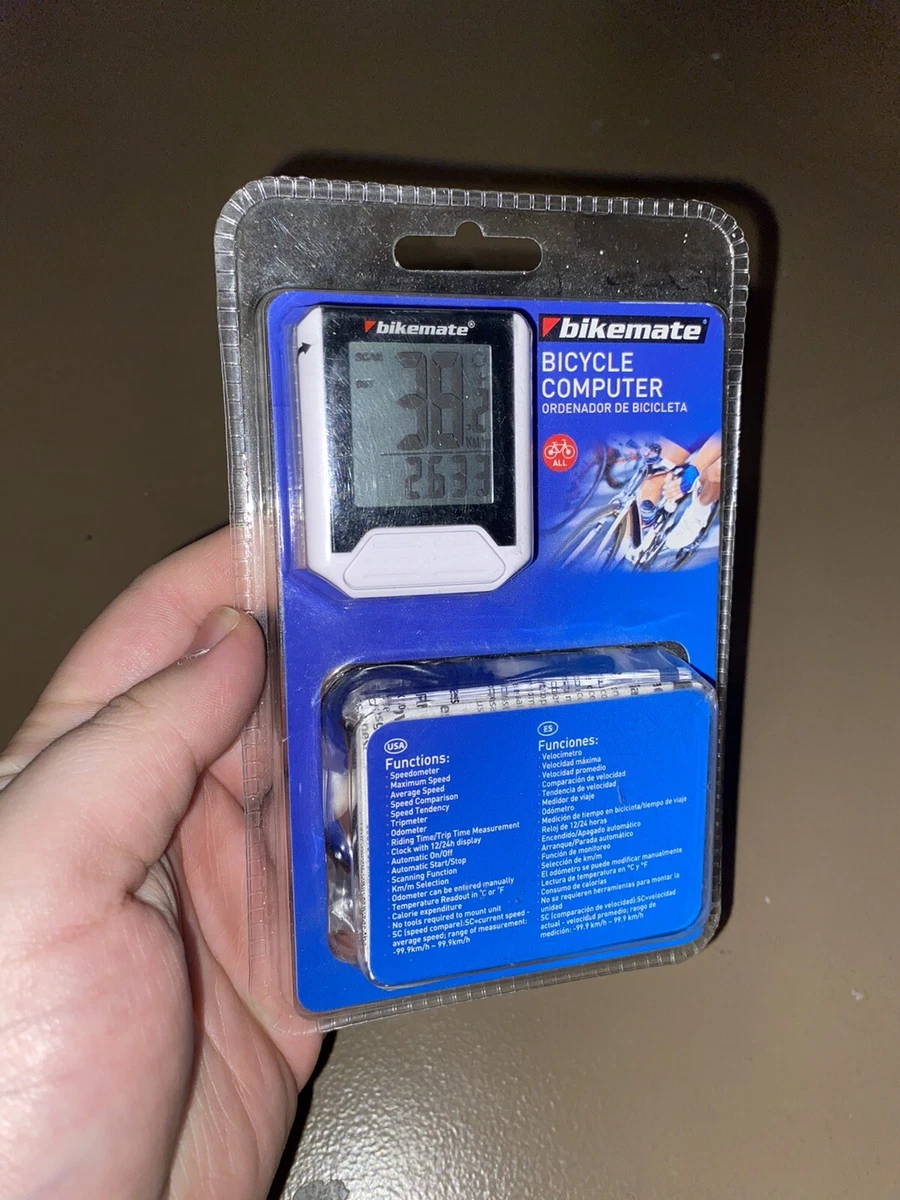 bikemate®
SCAN
DST
2633
bikemate®
BICYCLE
COMPUTER
ORDENADOR DE BICICLETA
ALL
USA
Functions:
· Speedometer
· Maximum Speed
· Average Speed
· Speed Comparison
· Speed Tendency
· Tripmeter
· Odometer
· Riding Time/Trip Time Measurement
· Clock with 12/24h display
· Automatic On/Off
· Automatic Start/Stop
· Scanning Function
· Km/m Selection
· Odometer can be entered manually
· Temperature Readout in °C or °F
· Calorie expenditure
· No tools required to mount unit
· SC (speed compare):SC=current speed -
average speed; range of measurement:
-99.9km/h – 99.9km/h
ES
Funciones:
· Velocímetro
· Velocidad máxima
· Velocidad promedio
· Comparación de velocidad
· Tendencia de velocidad
· Medidor de viaje
· Odómetro
· Medición de tiempo en bicicleta/tiempo de viaje
· Reloj de 12/24 horas
· Encendido/Apagado automático
· Arranque/Parada automático
· Función de monitoreo
· Selección de km/m
· El odómetro se puede modificar manualmente
· Lectura de temperatura en °C y °F
· Consumo de calorías
· No se requieren herramientas para montar la
unidad
· SC (comparación de velocidad):SC=velocidad
actual - velocidad promedio; rango de
medición: -99.9 km/h – 99.9 km/h